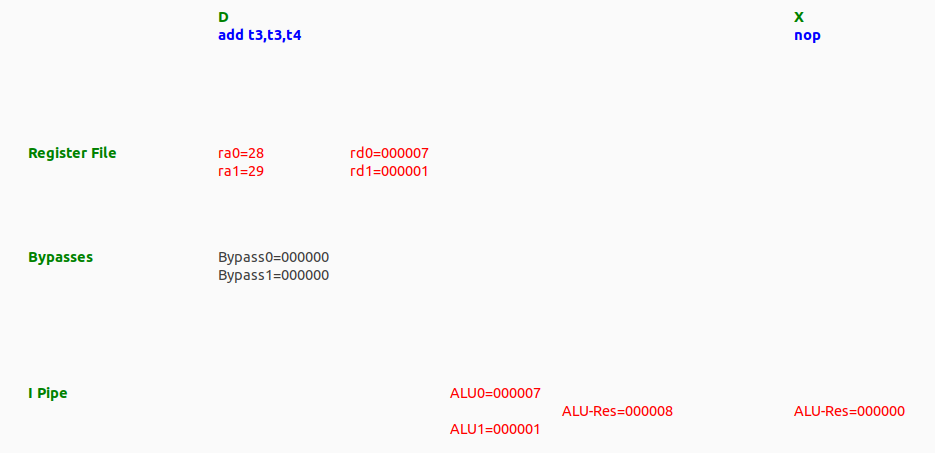 D X
add t3,t3,t4 nop
Register File ra0=28 rd0=000007
ra1=29 rd1=000001
Bypasses Bypass0=000000
Bypass1=000000
I Pipe ALU0=000007
ALU-Res=000008 ALU-Res=000000
ALU1=000001